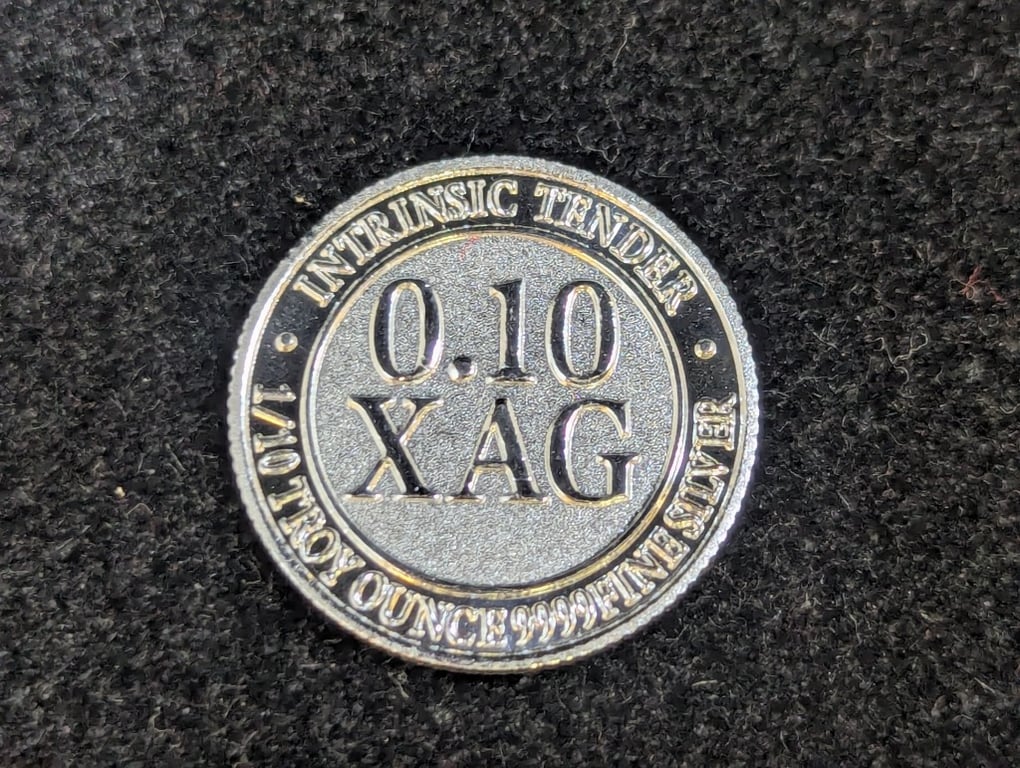 INTRINSIC TENDER
0.10
XAG
1/10 TROY OUNCE 9999 FINE SILVER